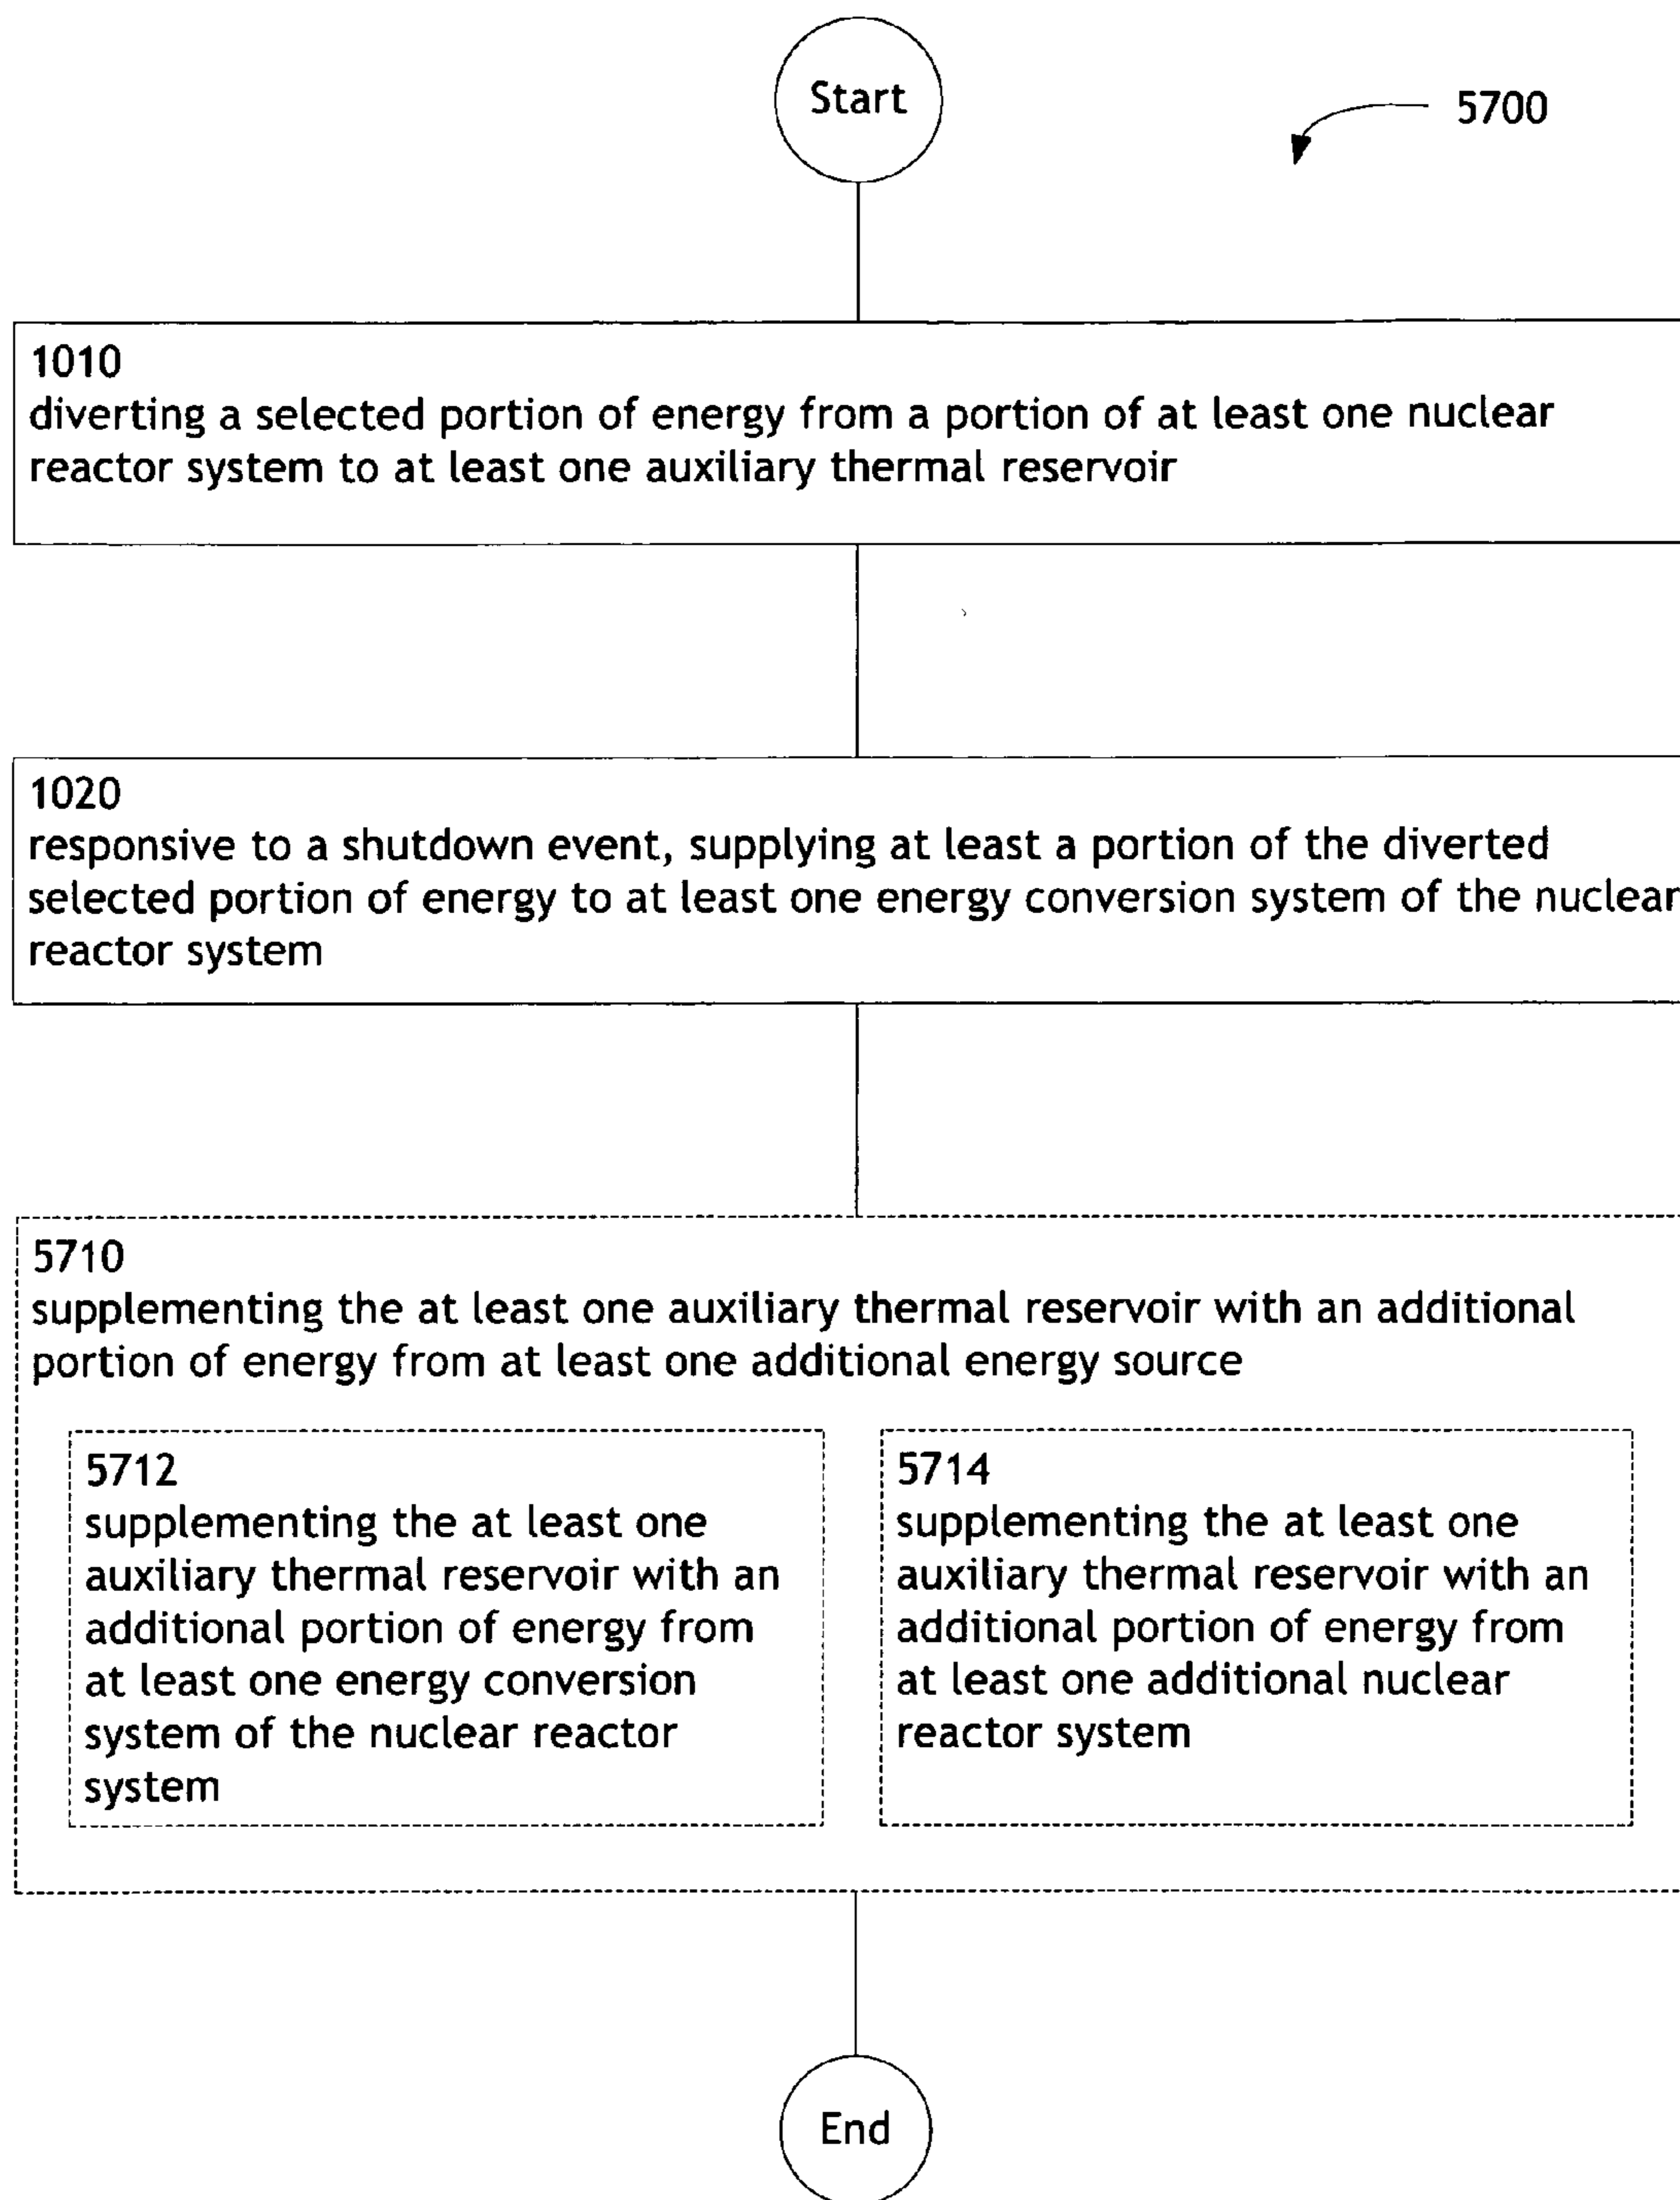 Start
5700
1010
diverting a selected portion of energy from a portion of at least one nuclear
reactor system to at least one auxiliary thermal reservoir
1020
responsive to a shutdown event, supplying at least a portion of the diverted
selected portion of energy to at least one energy conversion system of the nuclear
reactor system
5710
supplementing the at least one auxiliary thermal reservoir with an additional
portion of energy from at least one additional energy source
5712
supplementing the at least one
auxiliary thermal reservoir with an
additional portion of energy from
at least one energy conversion
system of the nuclear reactor
system
5714
supplementing the at least one
auxiliary thermal reservoir with an
additional portion of energy from
at least one additional nuclear
reactor system
End